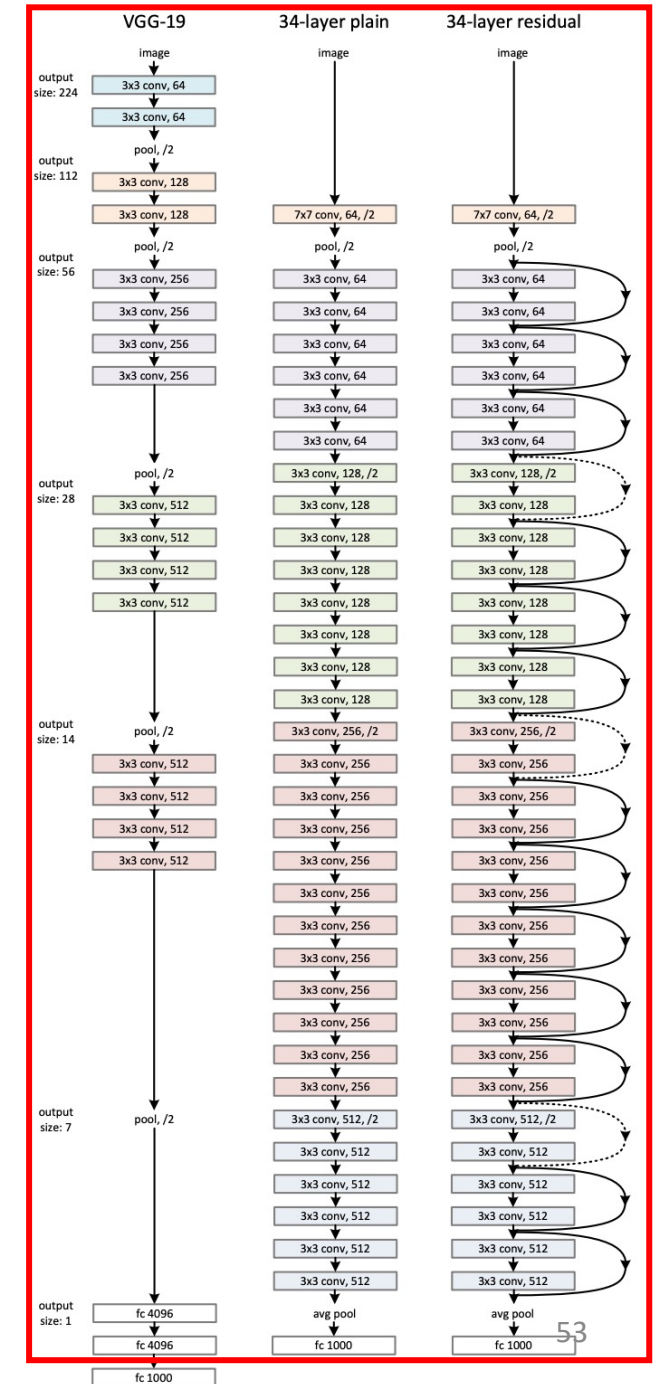 output
size: 224
output
size: 112
output
size: 56
output
size: 28
output
size: 14
output
size: 7
output
size: 1
VGG-19
image
3x3 conv, 64
3x3 conv, 64
pool, /2
3x3 conv, 128
3x3 conv, 128
pool, /2
3x3 conv, 256
3x3 conv, 256
3x3 conv, 256
3x3 conv, 256
pool, /2
3x3 conv, 512
3x3 conv, 512
3x3 conv, 512
3x3 conv, 512
pool, /2
3x3 conv, 512
3x3 conv, 512
3x3 conv, 512
3x3 conv, 512
pool, /2
fc 4096
fc 4096
fc 1000
34-layer plain
image
7x7 conv, 64, /2
pool, /2
3x3 conv, 64
3x3 conv, 64
3x3 conv, 64
3x3 conv, 64
3x3 conv, 64
3x3 conv, 64
3x3 conv, 128, /2
3x3 conv, 128
3x3 conv, 128
3x3 conv, 128
3x3 conv, 128
3x3 conv, 128
3x3 conv, 128
3x3 conv, 128
3x3 conv, 256, /2
3x3 conv, 256
3x3 conv, 256
3x3 conv, 256
3x3 conv, 256
3x3 conv, 256
3x3 conv, 256
3x3 conv, 256
3x3 conv, 256
3x3 conv, 256
3x3 conv, 256
3x3 conv, 256
3x3 conv, 512, /2
3x3 conv, 512
3x3 conv, 512
3x3 conv, 512
3x3 conv, 512
3x3 conv, 512
avg pool
fc 1000
34-layer residual
image
7x7 conv, 64, /2
pool, /2
3x3 conv, 64
3x3 conv, 64
3x3 conv, 64
3x3 conv, 64
3x3 conv, 64
3x3 conv, 64
3x3 conv, 128, /2
3x3 conv, 128
3x3 conv, 128
3x3 conv, 128
3x3 conv, 128
3x3 conv, 128
3x3 conv, 128
3x3 conv, 128
3x3 conv, 256, /2
3x3 conv, 256
3x3 conv, 256
3x3 conv, 256
3x3 conv, 256
3x3 conv, 256
3x3 conv, 256
3x3 conv, 256
3x3 conv, 256
3x3 conv, 256
3x3 conv, 256
3x3 conv, 256
3x3 conv, 512, /2
3x3 conv, 512
3x3 conv, 512
3x3 conv, 512
3x3 conv, 512
3x3 conv, 512
avg pool
fc 1000
53